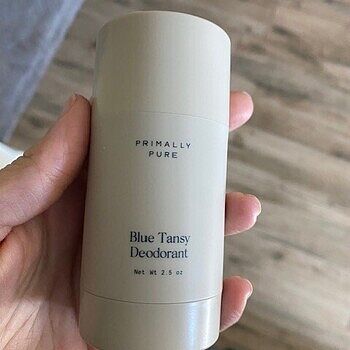 PRIMALLY
PURE
Blue Tansy
Deodorant
Net Wt 2.5 oz